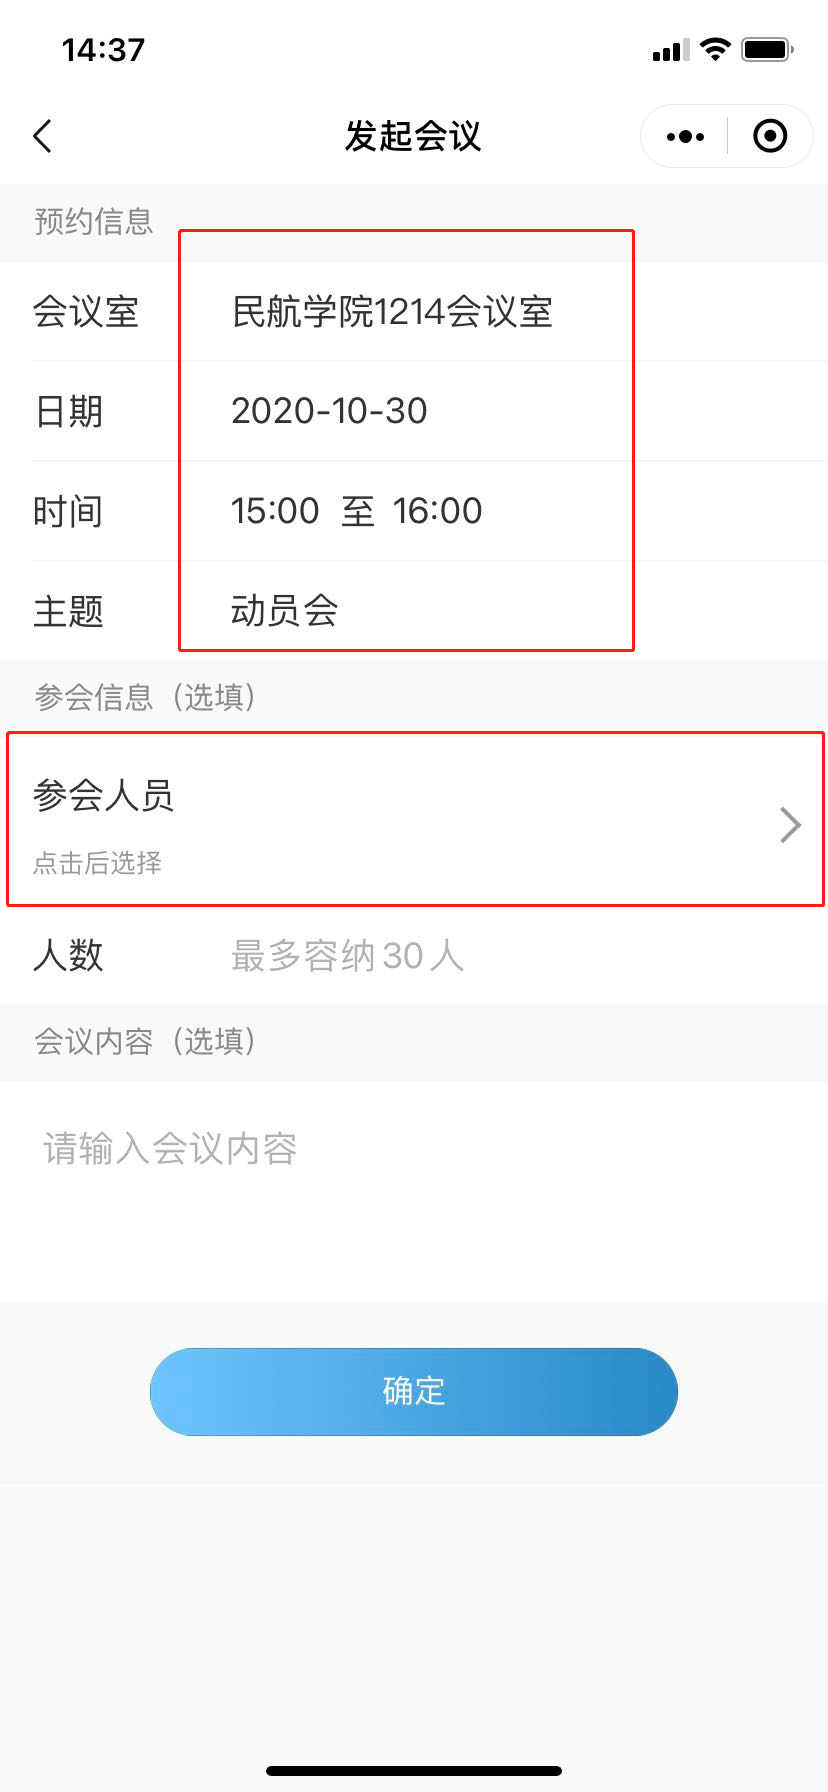 14:37
发起会议
预约信息
会议室 民航学院1214会议室
日期 2020-10-30
时间 15:00 至 16:00
主题 动员会
参会信息（选填）
参会人员
点击后选择
人数 最多容纳30人
会议内容（选填）
请输入会议内容
确定